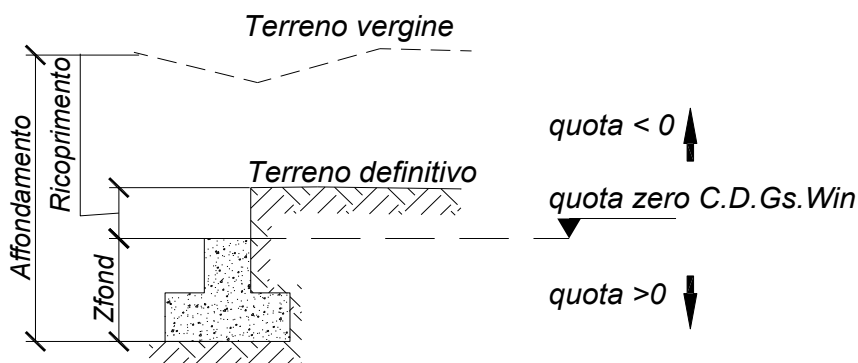 Terreno vergine
Affondamento
Ricoprimento
quota < 0
Terreno definitivo
quota zero C.D.Gs.Win
Zfond
quota >0